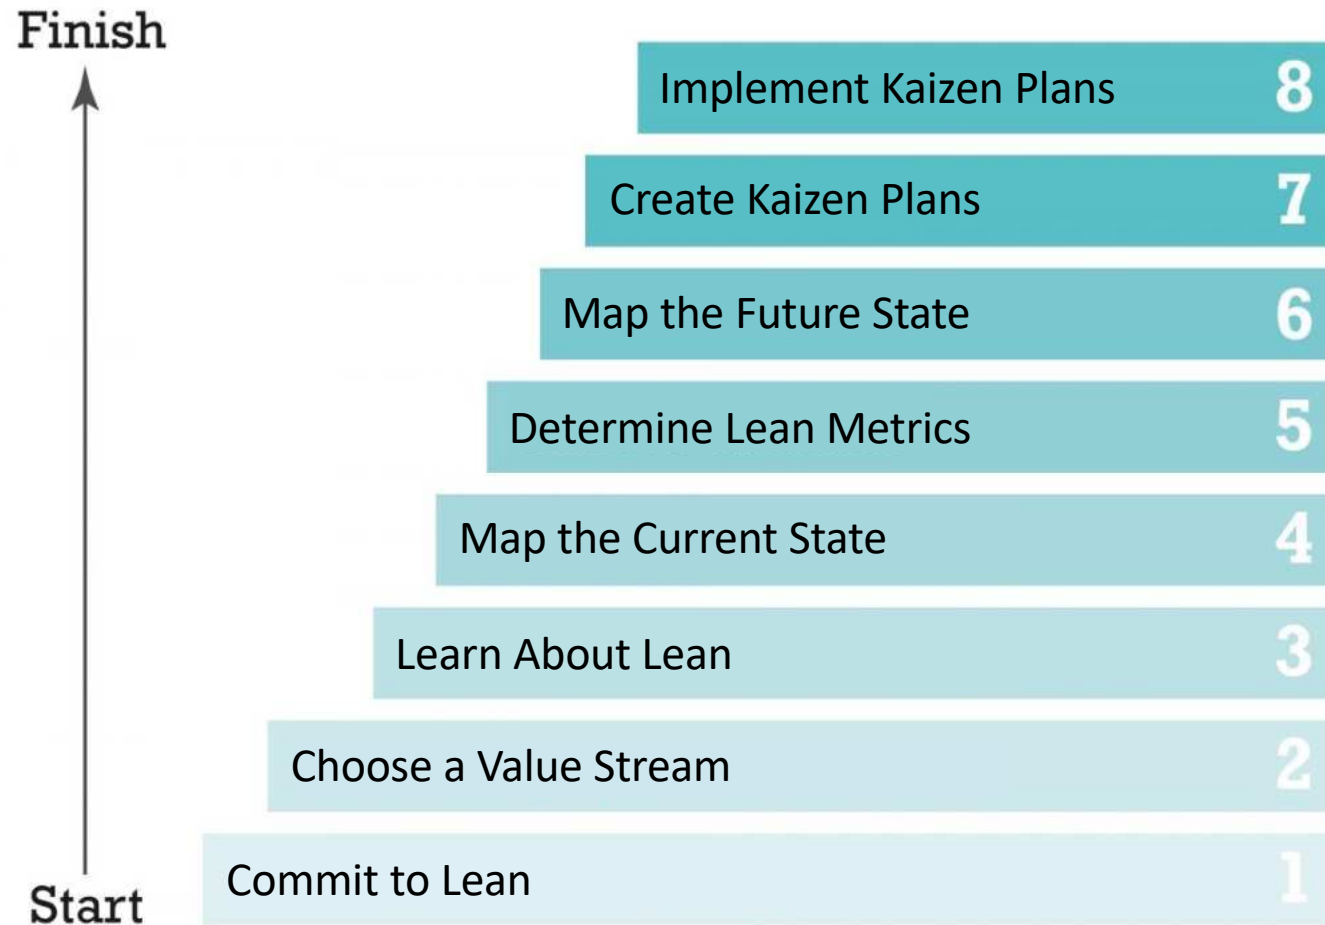 Finish
Implement Kaizen Plans 8
Create Kaizen Plans 7
Map the Future State 6
Determine Lean Metrics 5
Map the Current State 4
Learn About Lean 3
Choose a Value Stream 2
Commit to Lean 1
Start